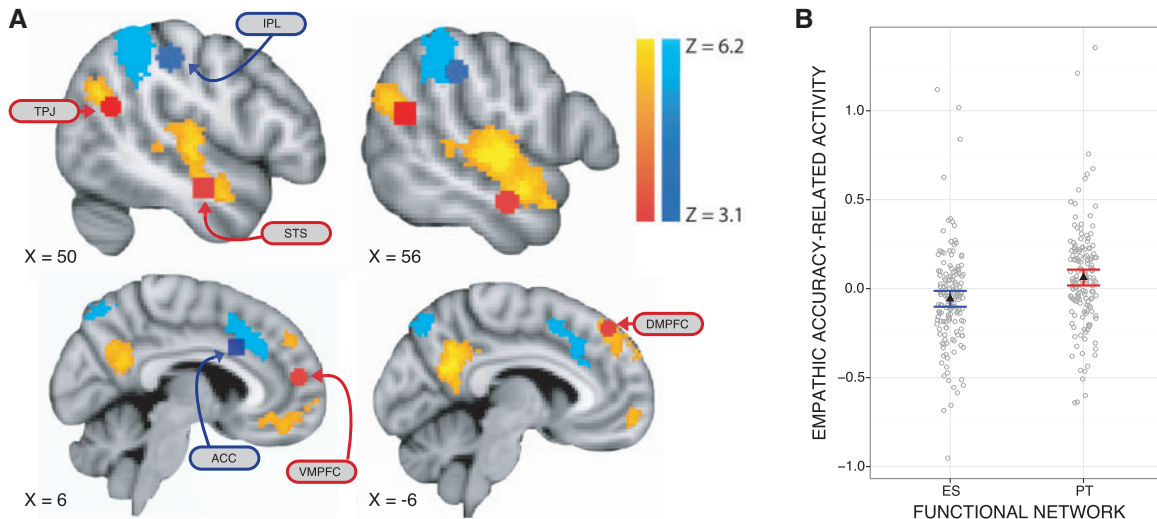 A
IPL
TPJ
STS
X = 50
X = 56
Z = 6.2
Z = 3.1
ACC
VMPFC
X = 6
DMPFC
X = -6
B
EMPATHIC ACCURACY-RELATED ACTIVITY
1.0
0.5
0.0
−0.5
−1.0
ES
PT
FUNCTIONAL NETWORK